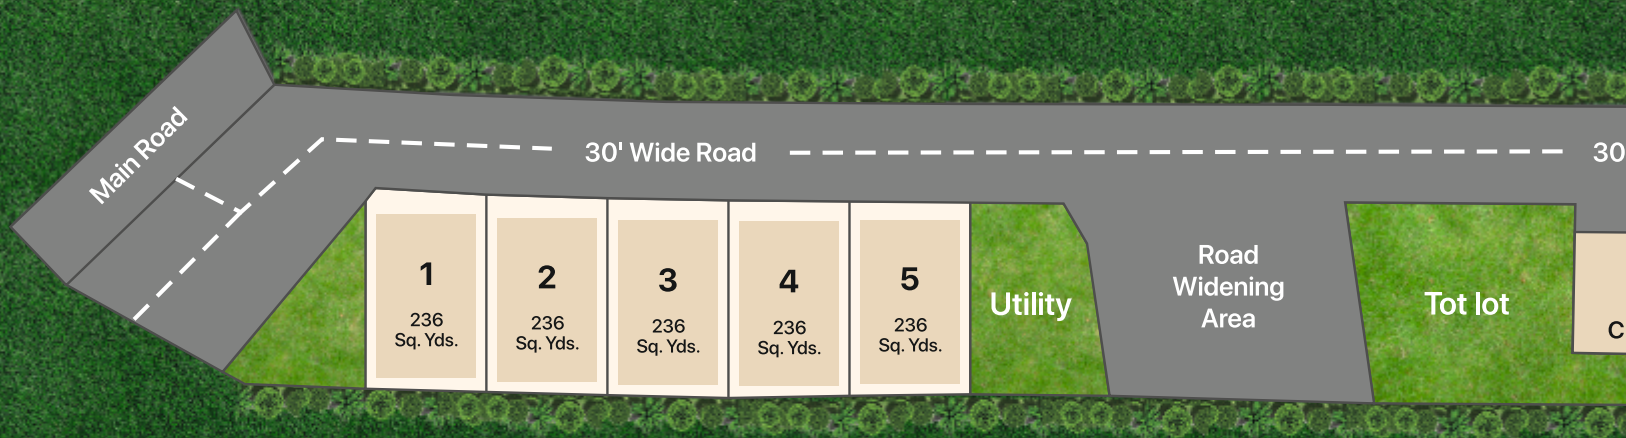 Main Road
30' Wide Road
30
1
236
Sq. Yds.
2
236
Sq. Yds.
3
236
Sq. Yds.
4
236
Sq. Yds.
5
236
Sq. Yds.
Utility
Road
Widening
Area
Tot lot
C